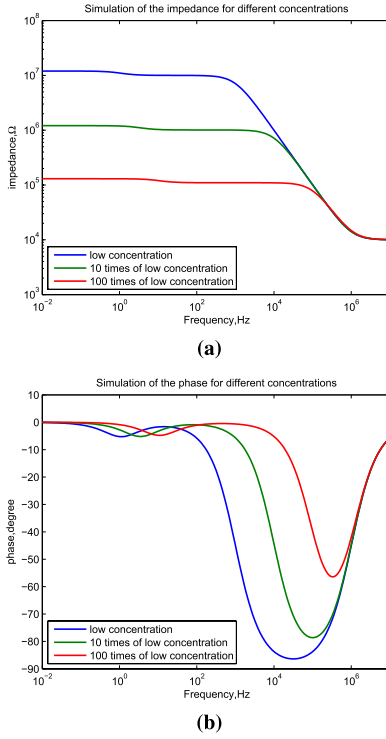 Simulation of the impedance for different concentrations
10^8
10^7
10^6
10^5
10^4
10^3
impedance,Ω
low concentration
10 times of low concentration
100 times of low concentration
10^-2 10^0 10^2 10^4 10^6
Frequency,Hz
(a)
Simulation of the phase for different concentrations
10
0
−10
−20
−30
−40
−50
−60
−70
−80
−90
phase,degree
low concentration
10 times of low concentration
100 times of low concentration
10^-2 10^0 10^2 10^4 10^6
Frequency,Hz
(b)